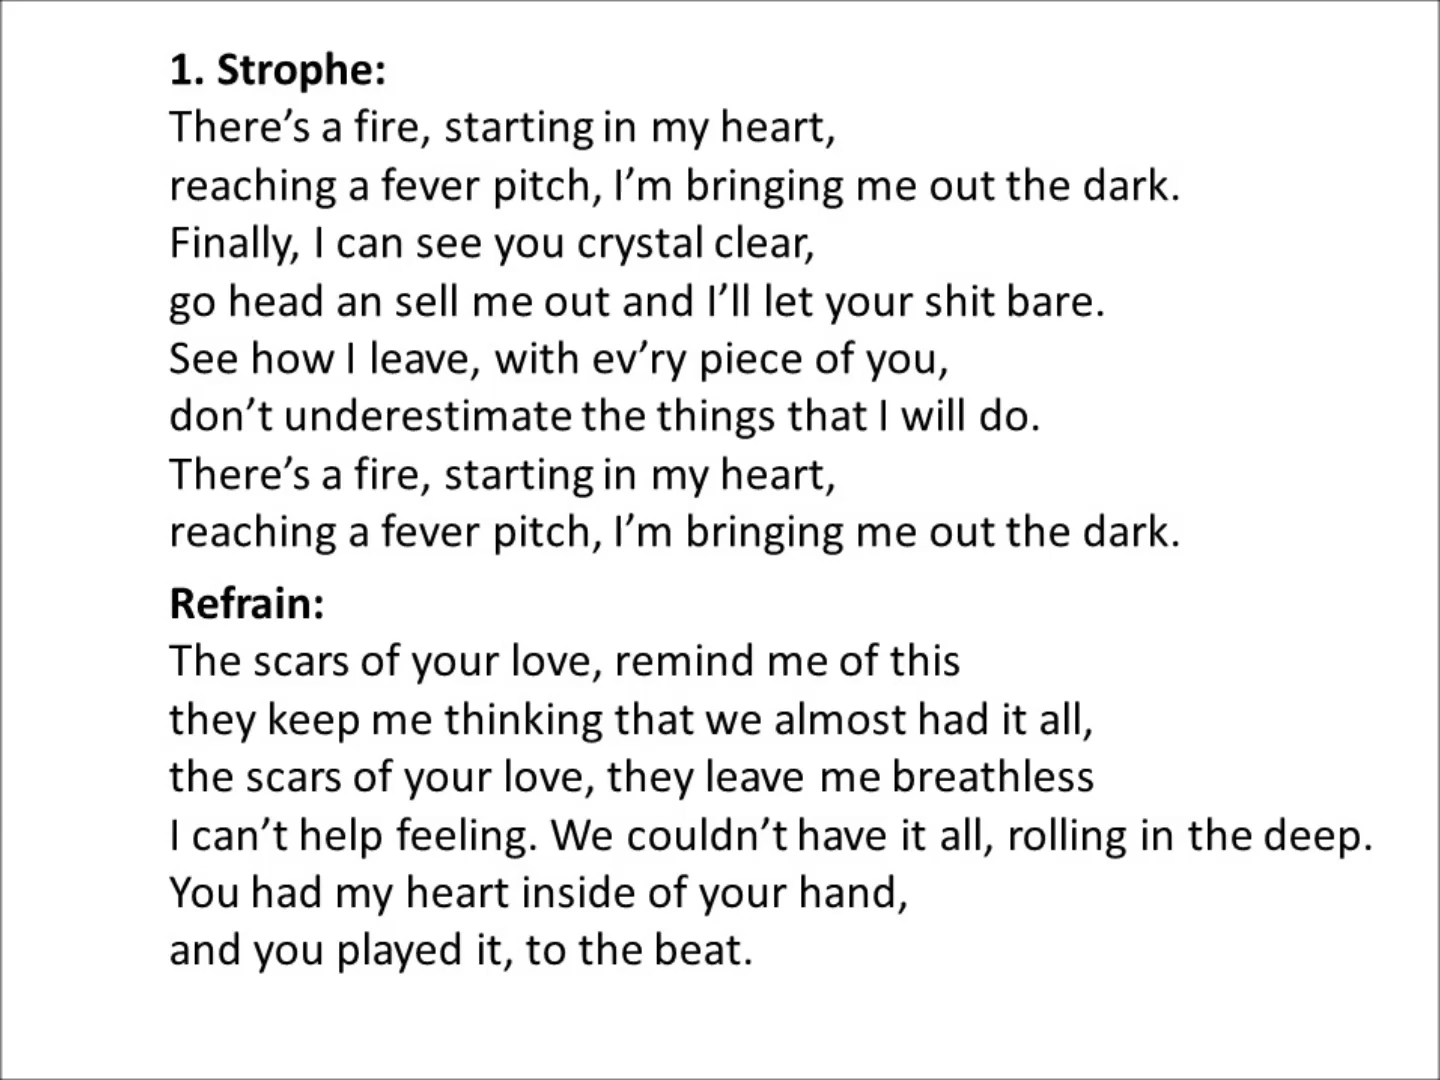 1. Strophe:
There’s a fire, starting in my heart,
reaching a fever pitch, I’m bringing me out the dark.
Finally, I can see you crystal clear,
go head an sell me out and I’ll let your shit bare.
See how I leave, with ev’ry piece of you,
don’t underestimate the things that I will do.
There’s a fire, starting in my heart,
reaching a fever pitch, I’m bringing me out the dark.
Refrain:
The scars of your love, remind me of this
they keep me thinking that we almost had it all,
the scars of your love, they leave me breathless
I can’t help feeling. We couldn’t have it all, rolling in the deep.
You had my heart inside of your hand,
and you played it, to the beat.